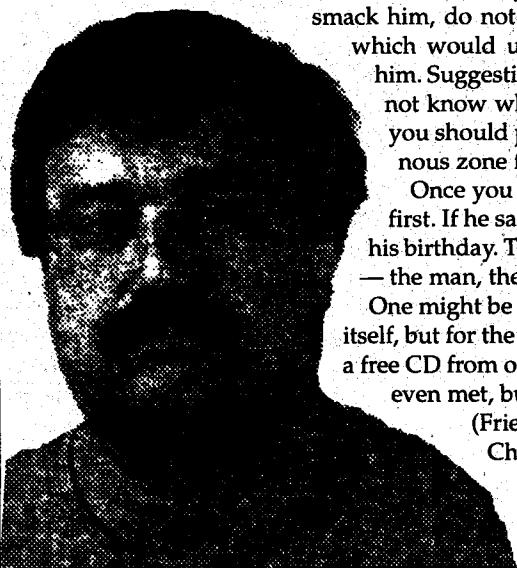 smack him, do not
which would u
him. Suggesti
not know wh
you should
nous zone
Once you
first. If he sa
his birthday. T
— the man, the
One might be
itself, but for the
a free CD from o
even met, bu
(Frie
Ch